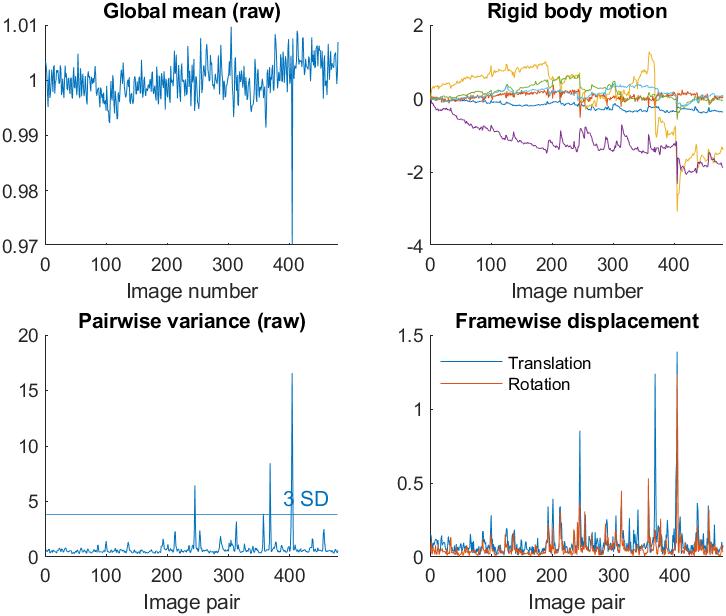 Global mean (raw)
1.01
1
0.99
0.98
0.97
0 100 200 300 400
Image number
Rigid body motion
2
0
-2
-4
0 100 200 300 400
Image number
Pairwise variance (raw)
20
15
10
5
0
3 SD
0 100 200 300 400
Image pair
Framewise displacement
1.5
1
0.5
0
Translation
Rotation
0 100 200 300 400
Image pair